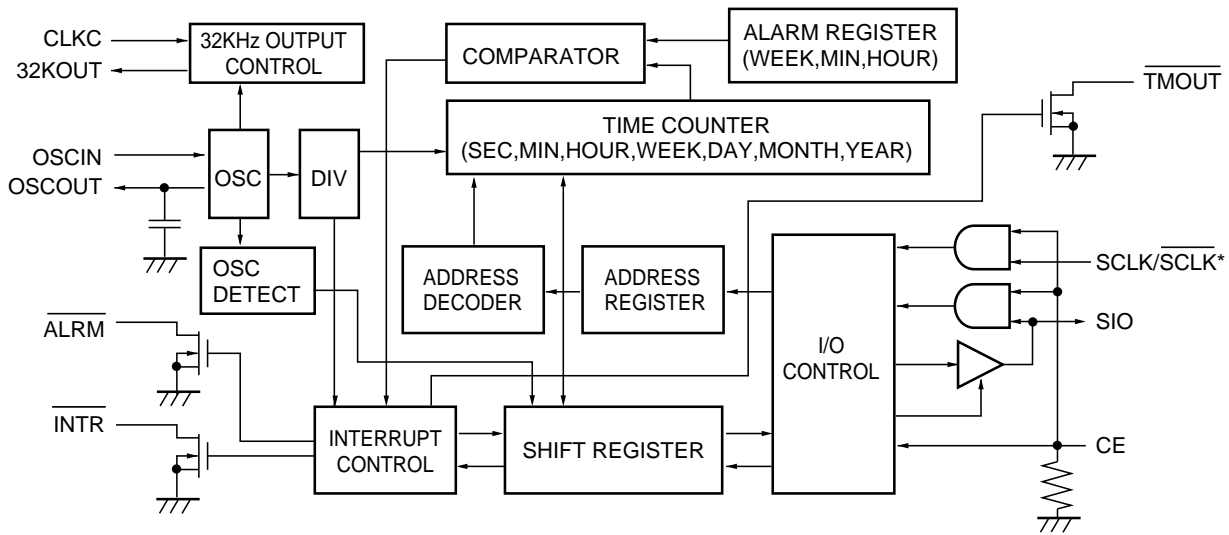 CLKC
32KOUT
32KHz OUTPUT
CONTROL
COMPARATOR
ALARM REGISTER
(WEEK,MIN,HOUR)
TMOUT
TIME COUNTER
(SEC,MIN,HOUR,WEEK,DAY,MONTH,YEAR)
OSCIN
OSCOUT
OSC
DIV
OSC
DETECT
ADDRESS
DECODER
ADDRESS
REGISTER
I/O
CONTROL
SCLK/SCLK*
SIO
ALRM
INTR
INTERRUPT
CONTROL
SHIFT REGISTER
CE